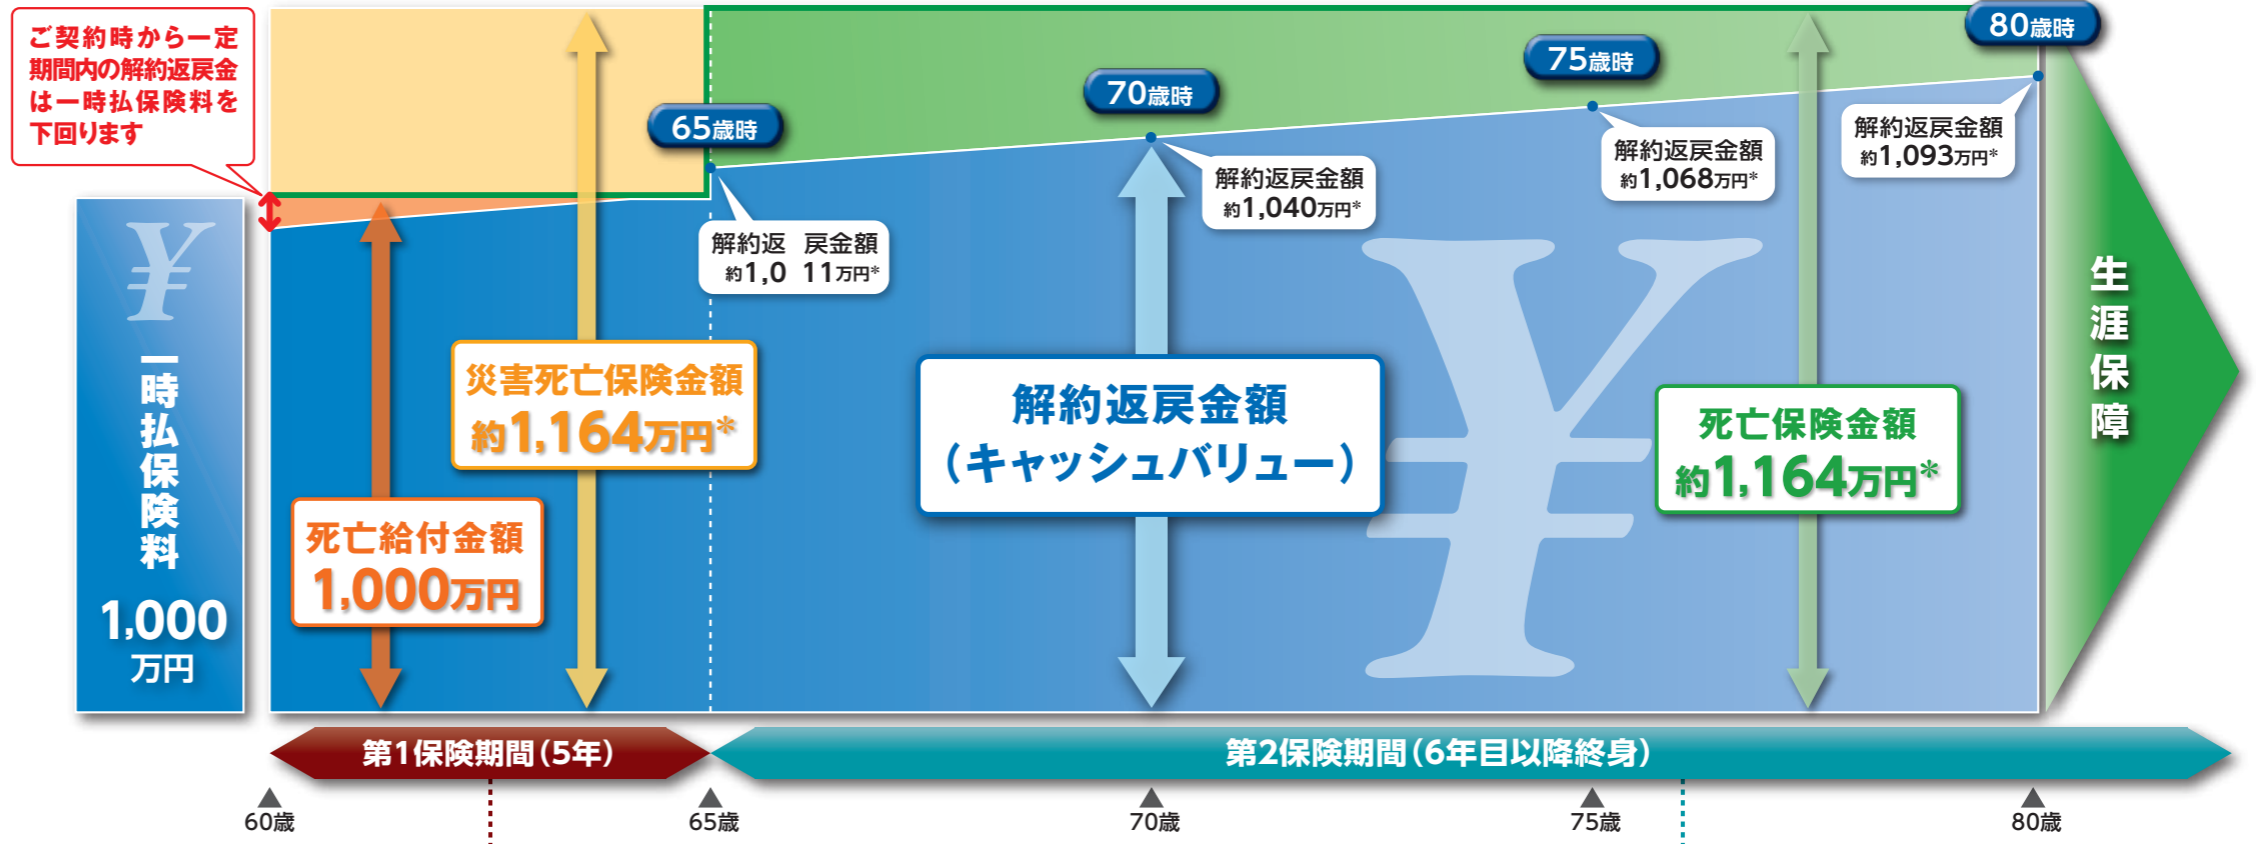 ご契約時から一定
期間内の解約返戻金
は一時払保険料を
下回ります
¥
一時払保険料
1,000
万円
65歳時
70歳時
75歳時
80歳時
解約返 戻金額
約1,0 11万円*
解約返戻金額
約1,040万円*
解約返戻金額
約1,068万円*
解約返戻金額
約1,093万円*
死亡給付金額
1,000万円
災害死亡保険金額
約1,164万円*
解約返戻金額
（キャッシュバリュー）
¥
死亡保険金額
約1,164万円*
生涯保障
第1保険期間（5年）
第2保険期間（6年目以降終身）
60歳
65歳
70歳
75歳
80歳